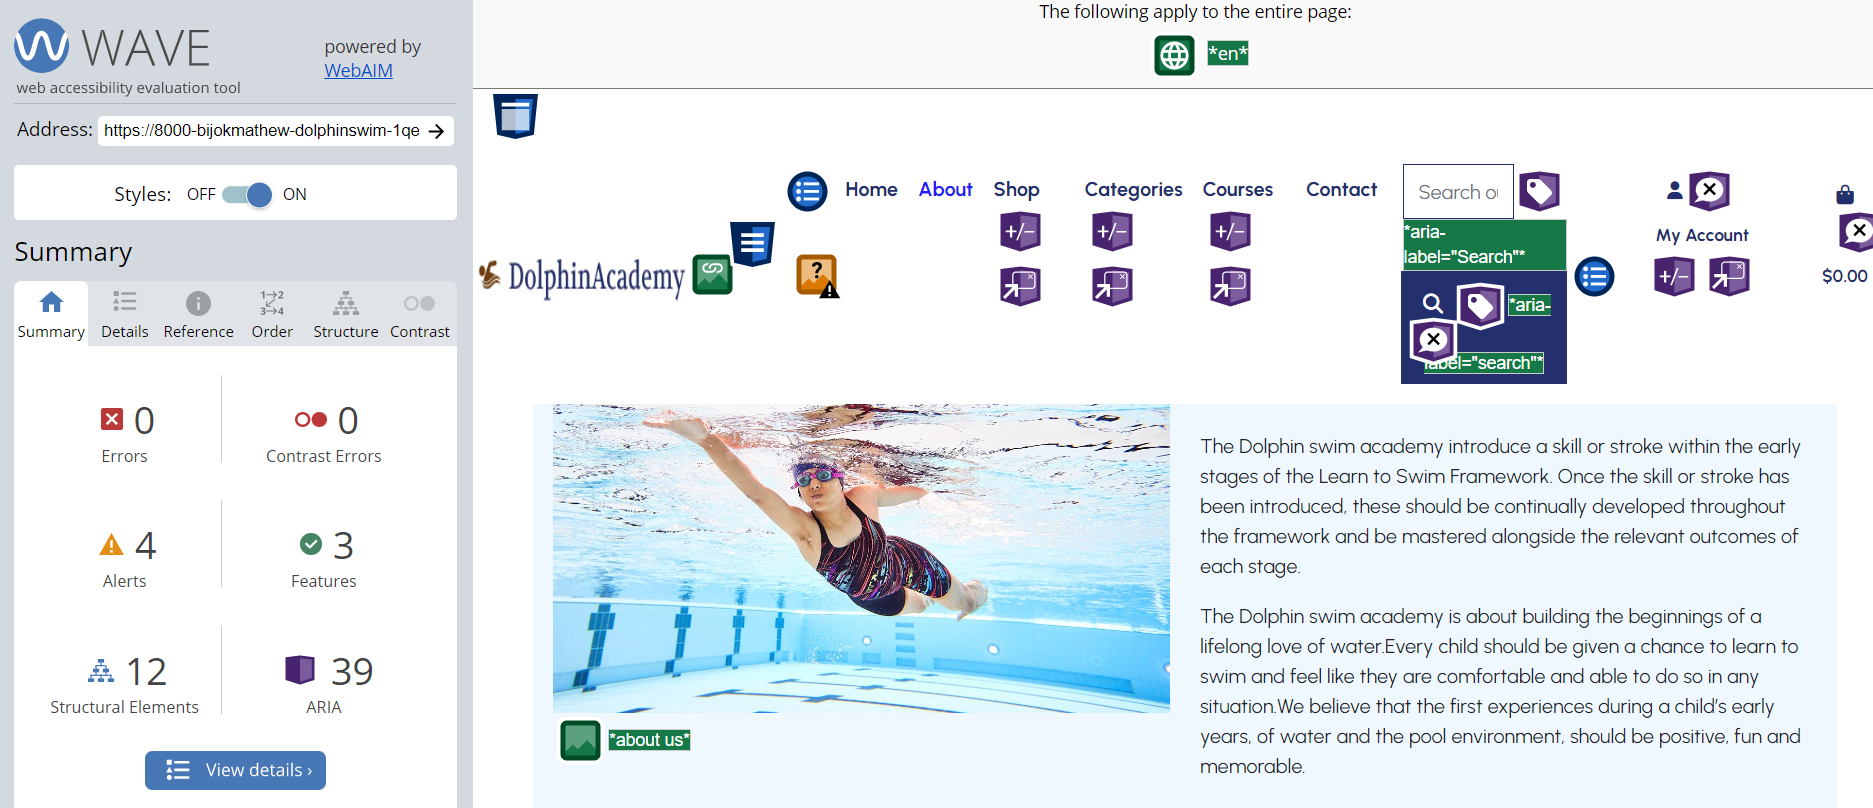 WAVE
web accessibility evaluation tool
powered by
WebAIM
Address: https://8000-bijokmathew-dolphinswim-1qe
Styles: OFF ON
Summary
Summary Details Reference Order Structure Contrast
0
Errors
0
Contrast Errors
4
Alerts
3
Features
12
Structural Elements
39
ARIA
View details ›
The following apply to the entire page:
*en*
Home About Shop Categories Courses Contact
Search o
*aria-
label="Search"*
*aria-
label="search"*
My Account
$0.00
DolphinAcademy
The Dolphin swim academy introduce a skill or stroke within the early
stages of the Learn to Swim Framework. Once the skill or stroke has
been introduced, these should be continually developed throughout
the framework and be mastered alongside the relevant outcomes of
each stage.
The Dolphin swim academy is about building the beginnings of a
lifelong love of water.Every child should be given a chance to learn to
swim and feel like they are comfortable and able to do so in any
situation.We believe that the first experiences during a child's early
years, of water and the pool environment, should be positive, fun and
memorable.
*about us*